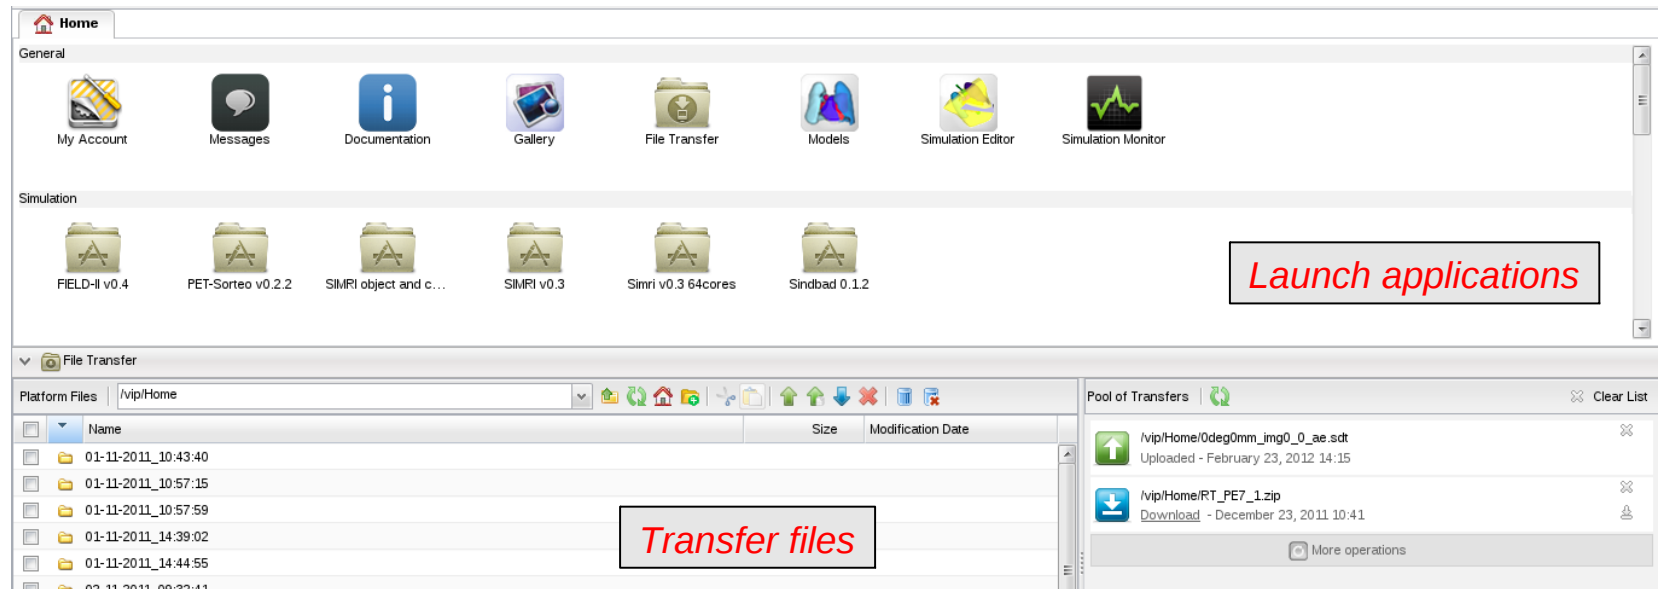 Home
General
My Account Messages Documentation Gallery File Transfer Models Simulation Editor Simulation Monitor
Simulation
FIELD-II v0.4 PET-Sorteo v0.2.2 SIMRI object and c... SIMRI v0.3 Simri v0.3 64cores Sindbad 0.1.2
Launch applications
File Transfer
Platform Files /vip/Home
Name Size Modification Date
01-11-2011_10:43:40
01-11-2011_10:57:15
01-11-2011_10:57:59
01-11-2011_14:39:02
01-11-2011_14:44:55
02-11-2011_09:32:41
Transfer files
Pool of Transfers Clear List
/vip/Home/0deg0mm_img0_0_ae.sdt
Uploaded - February 23, 2012 14:15
/vip/Home/RT_PE7_1.zip
Download - December 23, 2011 10:41
More operations